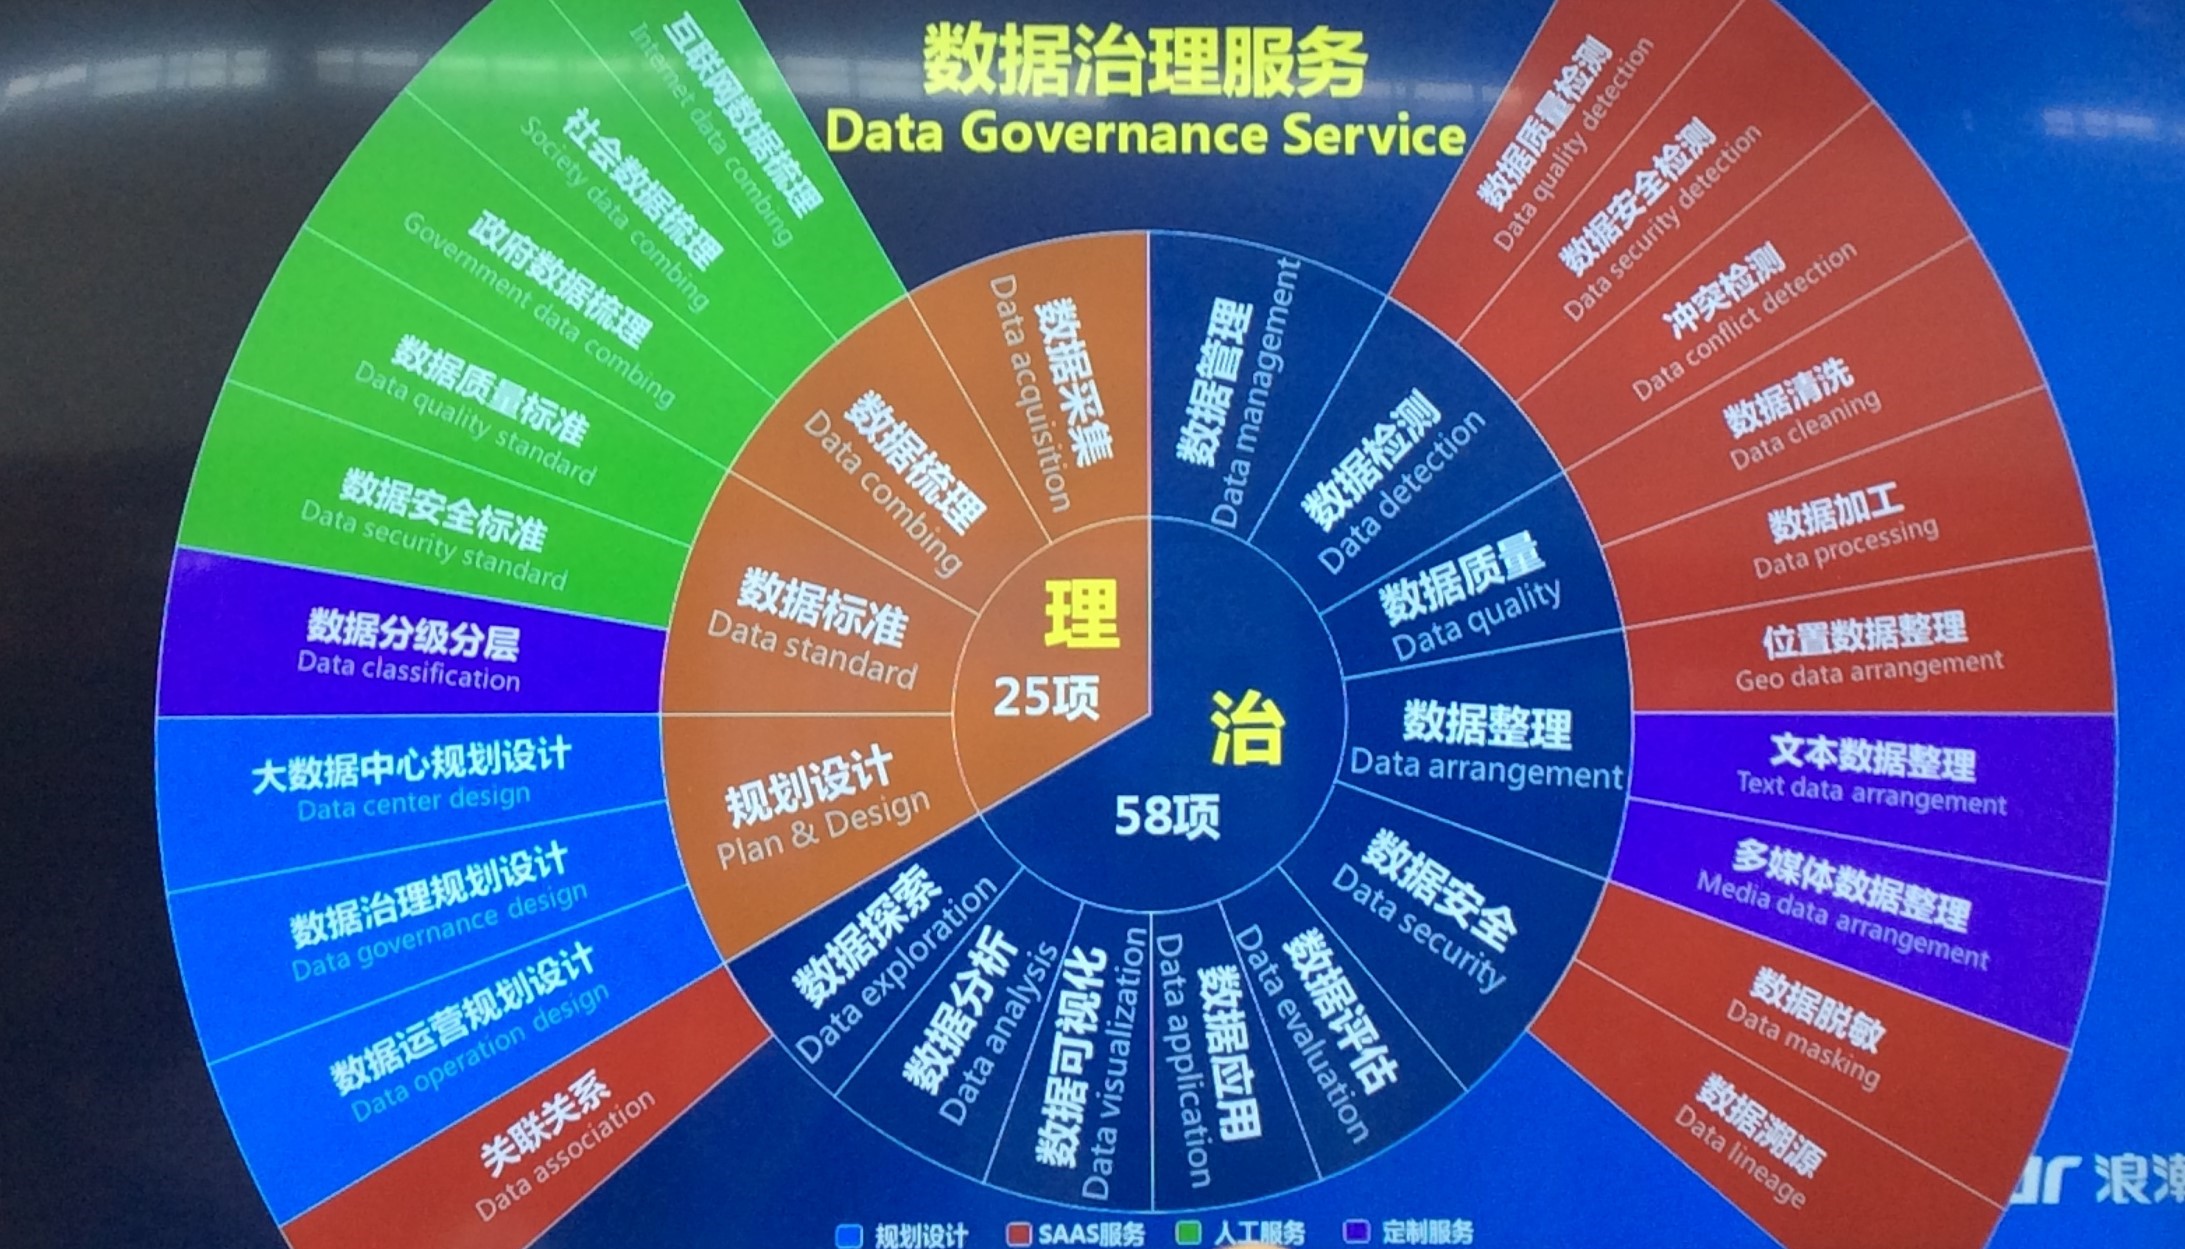 数据治理服务
Data Governance Service
互联网数据梳理
Internet data combing
社会数据梳理
Society data combing
政府数据梳理
Government data combing
数据质量标准
Data quality standard
数据安全标准
Data security standard
数据分级分层
Data classification
大数据中心规划设计
Data center design
数据治理规划设计
Data governance design
数据运营规划设计
Data operation design
关联关系
Data association
数据采集
Data acquisition
数据梳理
Data combing
数据标准
Data standard
规划设计
Plan & Design
理
25项
治
58项
数据管理
Data management
数据检测
Data detection
数据质量
Data quality
数据整理
Data arrangement
数据安全
Data security
数据评估
Data evaluation
数据应用
Data application
数据可视化
Data visualization
数据分析
Data analysis
数据探索
Data exploration
数据质量检测
Data quality detection
数据安全检测
Data security detection
冲突检测
Data conflict detection
数据清洗
Data cleaning
数据加工
Data processing
位置数据整理
Geo data arrangement
文本数据整理
Text data arrangement
多媒体数据整理
Media data arrangement
数据脱敏
Data masking
数据溯源
Data lineage
浪潮
规划设计
SAAS服务
人工服务
定制服务